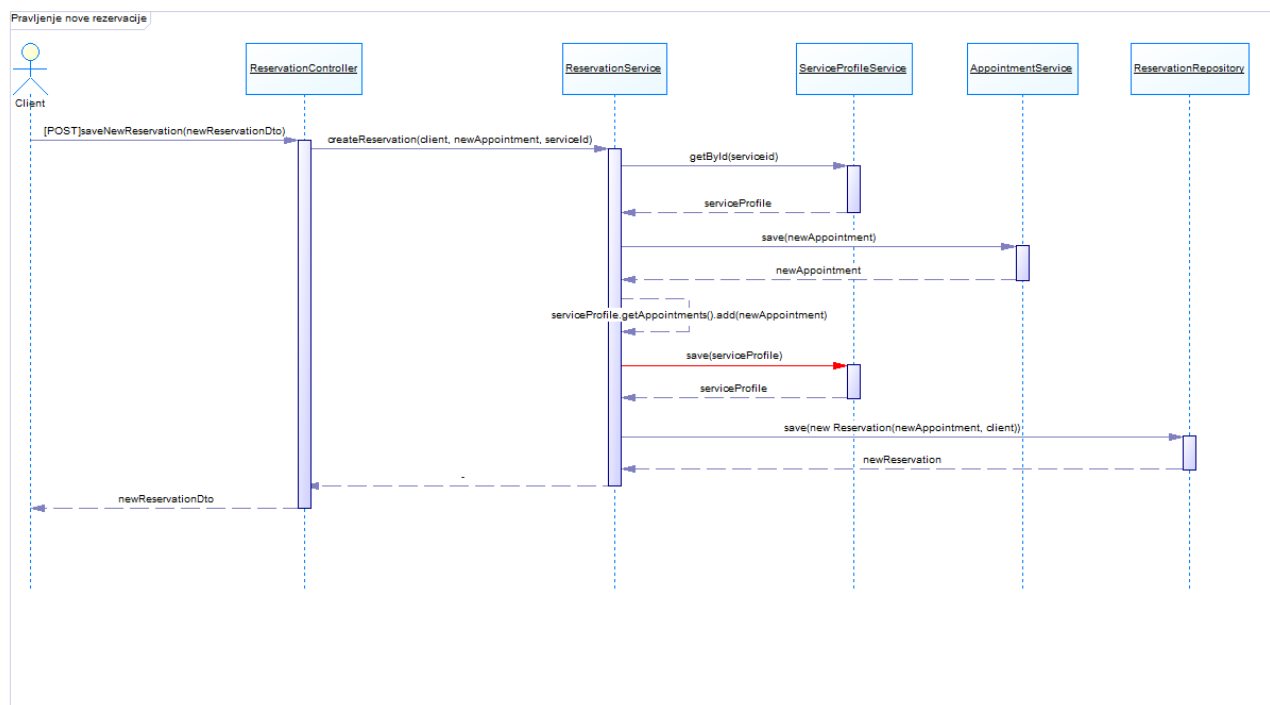 Pravljenje nove rezervacije
ReservationController
ReservationService
ServiceProfileService
AppointmentService
ReservationRepository
Client
[POST]saveNewReservation(newReservationDto)
createReservation(client, newAppointment, serviceId)
getById(serviceid)
serviceProfile
save(newAppointment)
newAppointment
serviceProfile.getAppointments().add(newAppointment)
save(serviceProfile)
serviceProfile
save(new Reservation(newAppointment, client))
newReservation
-
newReservationDto